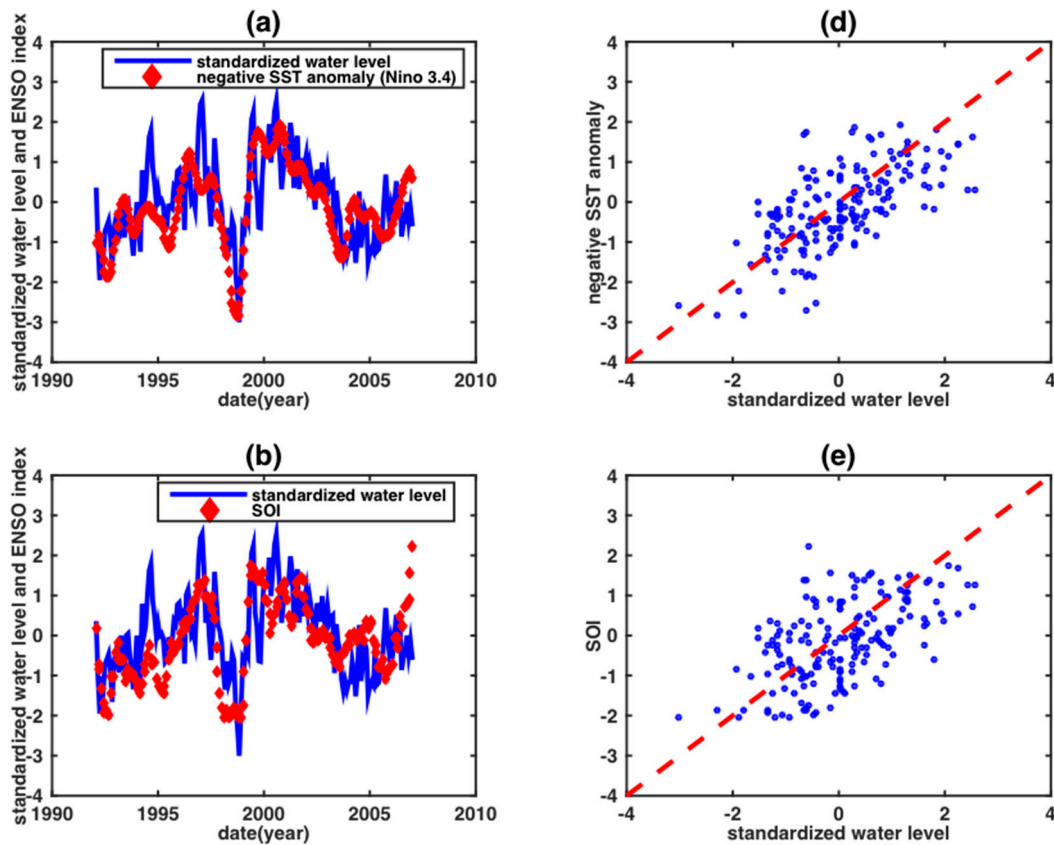 (a)
standardized water level and ENSO index
4
3
2
1
0
-1
-2
-3
-4
standardized water level
negative SST anomaly (Nino 3.4)
1990 1995 2000 2005 2010
date(year)
(d)
negative SST anomaly
4
3
2
1
0
-1
-2
-3
-4
-4 -2 0 2 4
standardized water level
(b)
standardized water level and ENSO index
4
3
2
1
0
-1
-2
-3
-4
standardized water level
SOI
1990 1995 2000 2005 2010
date(year)
(e)
SOI
4
3
2
1
0
-1
-2
-3
-4
-4 -2 0 2 4
standardized water level